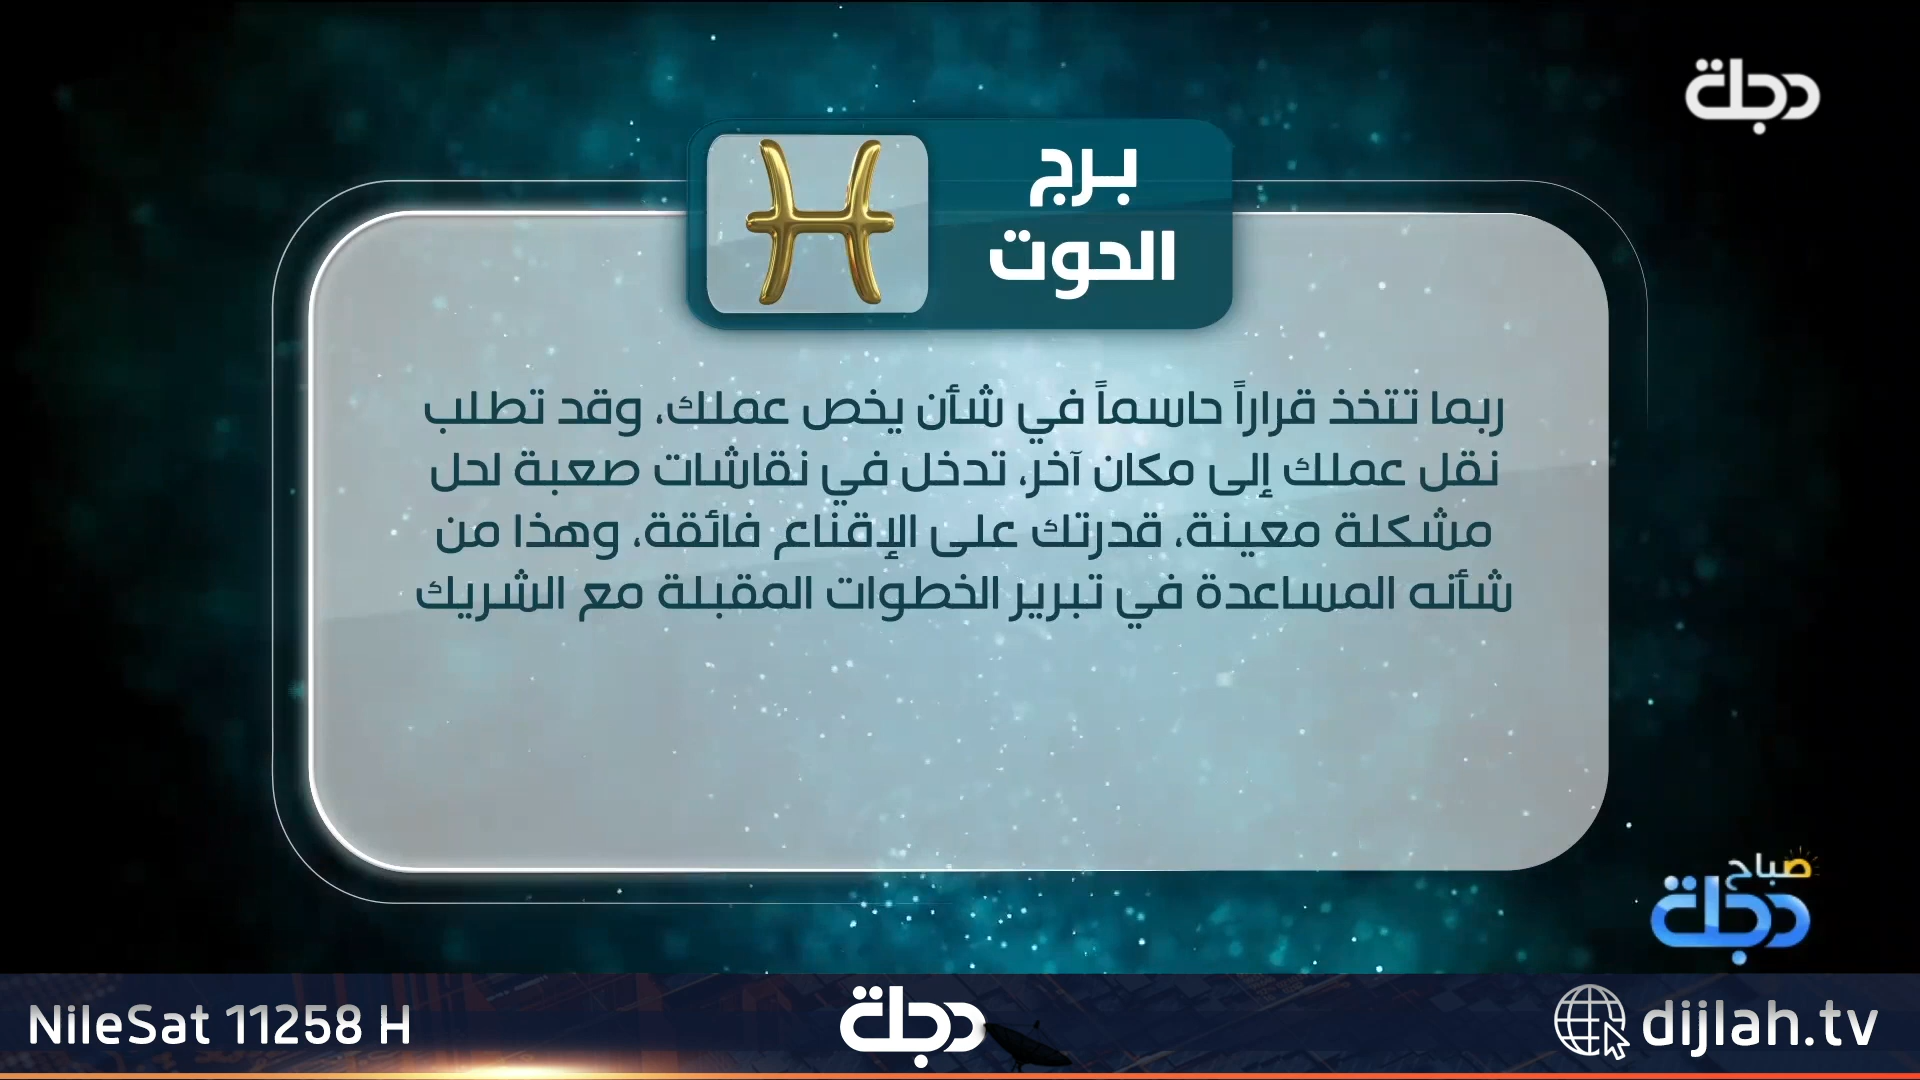 دجلة
برج
الحوت
ربما تتخذ قراراً حاسماً في شأن يخص عملك، وقد تطلب
نقل عملك إلى مكان آخر، تدخل في نقاشات صعبة لحل
مشكلة معينة، قدرتك على الإقناع فائقة، وهذا من
شأنه المساعدة في تبرير الخطوات المقبلة مع الشريك
صباح
دجلة
NileSat 11258 H
دجلة
dijlah.tv